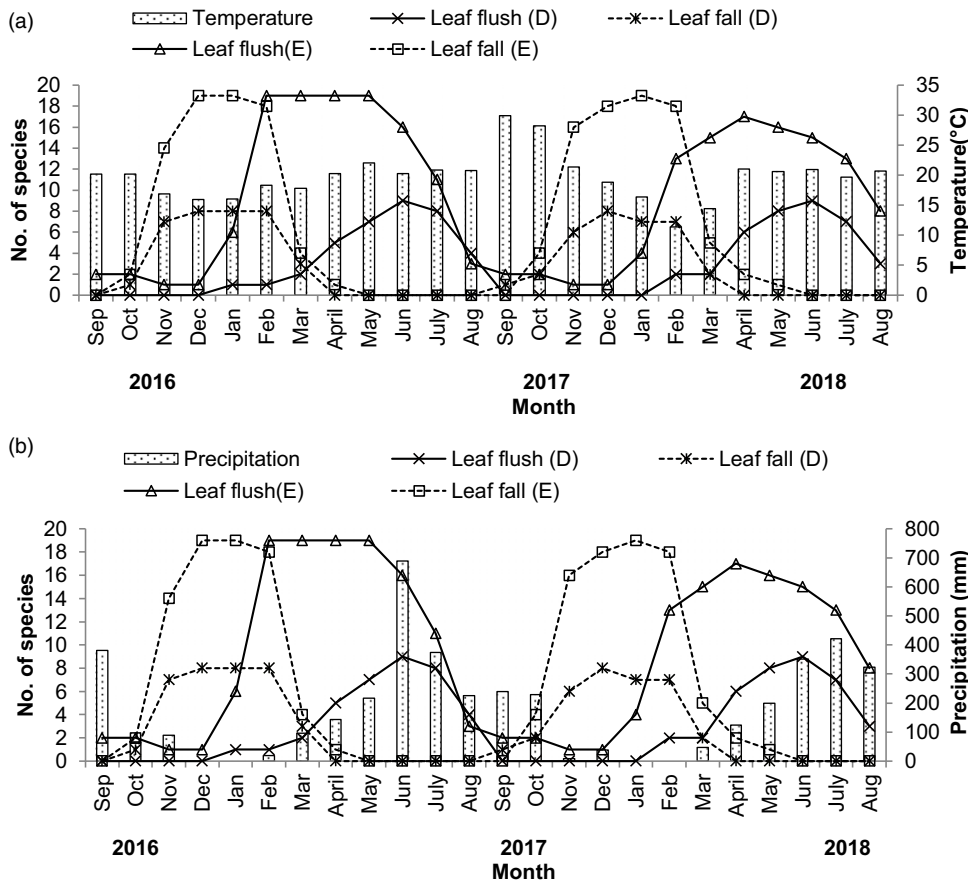 (a)
Temperature
Leaf flush (D)
Leaf fall (D)
Leaf flush(E)
Leaf fall (E)
No. of species
20
18
16
14
12
10
8
6
4
2
0
35
30
25
20
15
10
5
0
Temperature(°C)
Sep Oct Nov Dec Jan Feb Mar April May Jun July Aug Sep Oct Nov Dec Jan Feb Mar April May Jun July Aug
2016 2017 2018
Month
(b)
Precipitation
Leaf flush (D)
Leaf fall (D)
Leaf flush(E)
Leaf fall (E)
No. of species
20
18
16
14
12
10
8
6
4
2
0
800
700
600
500
400
300
200
100
0
Precipitation (mm)
Sep Oct Nov Dec Jan Feb Mar April May Jun July Aug Sep Oct Nov Dec Jan Feb Mar April May Jun July Aug
2016 2017 2018
Month